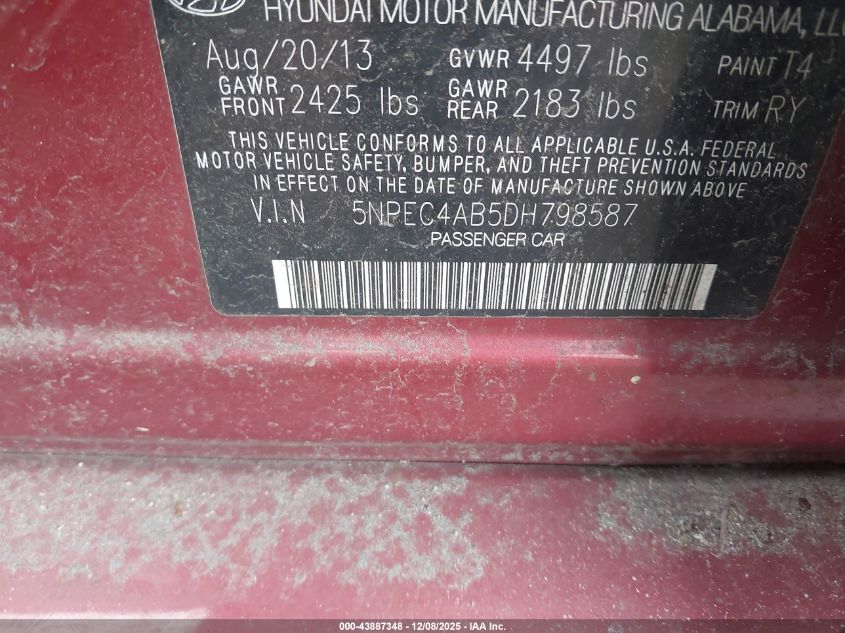 HYUNDAI MOTOR MANUFACTURING ALABAMA, LLC
Aug/20/13 GVWR 4497 lbs PAINT T4
GAWR FRONT 2425 lbs GAWR REAR 2183 lbs TRIM RY
THIS VEHICLE CONFORMS TO ALL APPLICABLE U.S.A. FEDERAL
MOTOR VEHICLE SAFETY, BUMPER, AND THEFT PREVENTION STANDARDS
IN EFFECT ON THE DATE OF MANUFACTURE SHOWN ABOVE
V.I.N 5NPEC4AB5DH798587
PASSENGER CAR
000-43887348 - 12/08/2025 - IAA Inc.